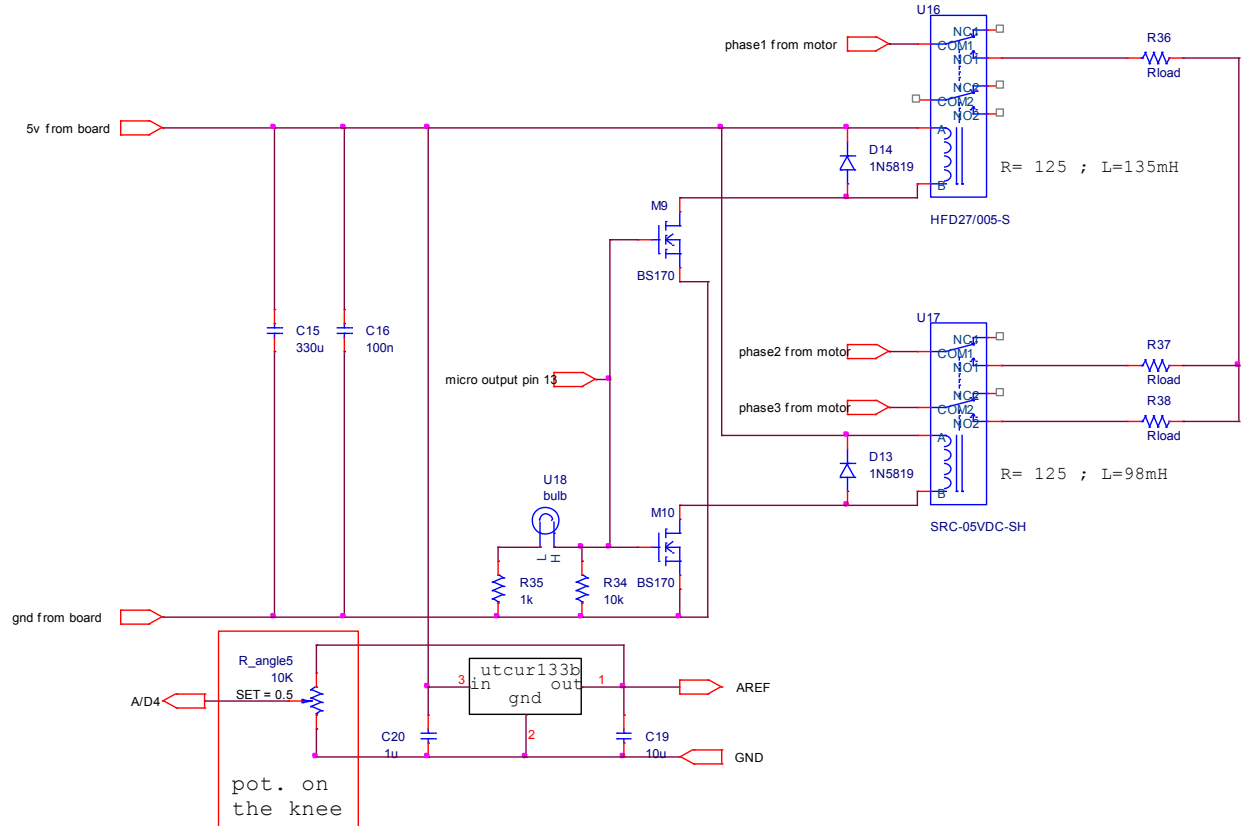 U16
phase1 from motor
NC1
COM1
NO1
NC2
COM2
NO2
A
B
R36
Rload
5v from board
D14
1N5819
R= 125 ; L=135mH
HFD27/005-S
M9
BS170
C15
330u
C16
100n
U17
phase2 from motor
phase3 from motor
NC1
COM1
NO1
NC2
COM2
NO2
A
B
R37
Rload
R38
Rload
micro output pin 13
D13
1N5819
R= 125 ; L=98mH
SRC-05VDC-SH
U18
bulb
L
H
M10
BS170
R35
1k
R34
10k
gnd from board
R_angle5
10K
SET = 0.5
A/D4
utcur133b
3
in
out
1
gnd
2
AREF
C20
1u
C19
10u
GND
pot. on
the knee